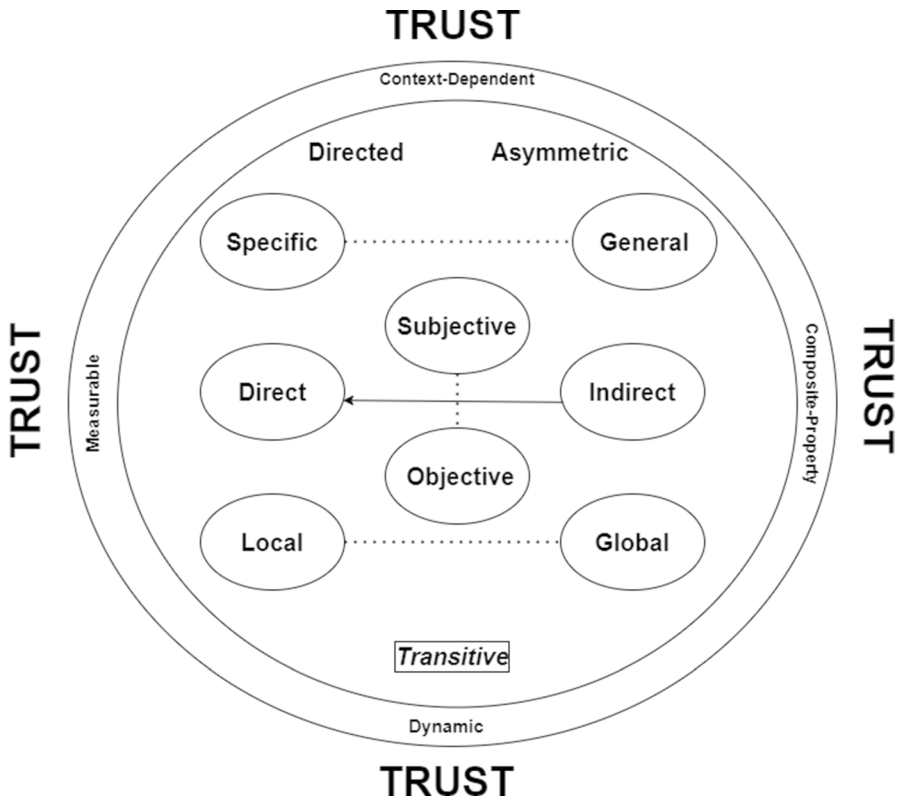 TRUST
Context-Dependent
Directed
Asymmetric
Specific
General
Subjective
TRUST
Measurable
Direct
Indirect
Composite-Property
TRUST
Objective
Local
Global
Transitive
Dynamic
TRUST